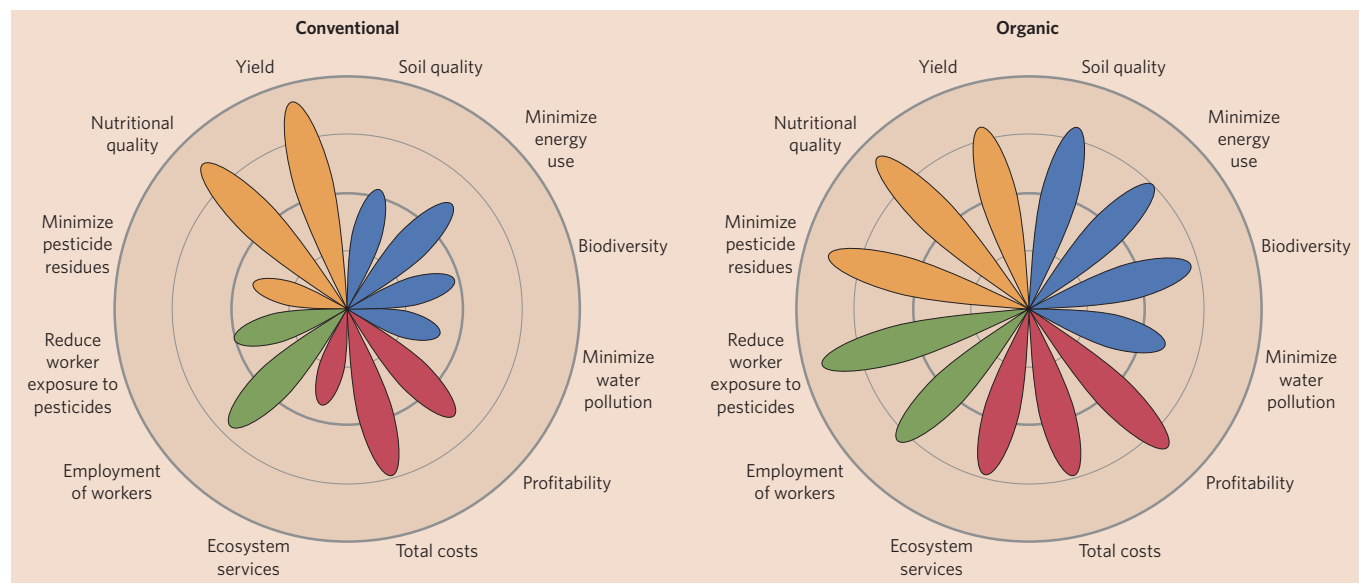 Conventional
Yield
Soil quality
Nutritional
quality
Minimize
energy
use
Minimize
pesticide
residues
Biodiversity
Reduce
worker
exposure to
pesticides
Minimize
water
pollution
Employment
of workers
Profitability
Ecosystem
services
Total costs
Organic
Yield
Soil quality
Nutritional
quality
Minimize
energy
use
Minimize
pesticide
residues
Biodiversity
Reduce
worker
exposure to
pesticides
Minimize
water
pollution
Employment
of workers
Profitability
Ecosystem
services
Total costs